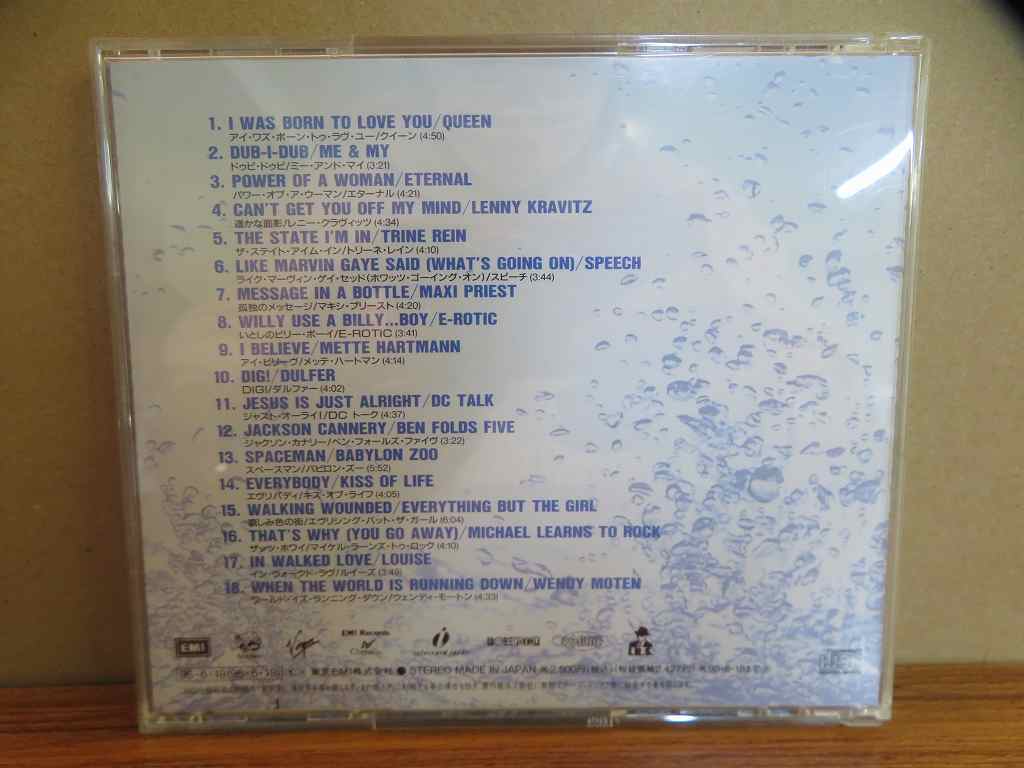 1. I WAS BORN TO LOVE YOU/QUEEN
アイ・ワズ・ボーン・トゥ・ラヴ・ユー/クイーン (4:50)
2. DUB-I-DUB/ME & MY
ドゥビ・ドゥビ/ミー・アンド・マイ (3:21)
3. POWER OF A WOMAN/ETERNAL
パワー・オブ・ア・ウーマン/エターナル (4:21)
4. CAN'T GET YOU OFF MY MIND/LENNY KRAVITZ
遥かな面影/レニー・クラヴィッツ (4:34)
5. THE STATE I'M IN/TRINE REIN
ザ・ステイト・アイム・イン/トリーネ・レイン (4:10)
6. LIKE MARVIN GAYE SAID (WHAT'S GOING ON)/SPEECH
ライク・マーヴィン・ゲイ・セッド(ホワッツ・ゴーイング・オン)/スピーチ (3:44)
7. MESSAGE IN A BOTTLE/MAXI PRIEST
孤独のメッセージ/マキシ・プリースト (4:20)
8. WILLY USE A BILLY...BOY/E-ROTIC
いとしのビリー・ボーイ/E-ROTiC (3:41)
9. I BELIEVE/METTE HARTMANN
アイ・ビリーヴ/メッテ・ハートマン (4:14)
10. DIG!/DULFER
DIG!/ダルファー (4:02)
11. JESUS IS JUST ALRIGHT/DC TALK
ジャスト・オーライ!/DC トーク (4:37)
12. JACKSON CANNERY/BEN FOLDS FIVE
ジャクソン・カナリー/ベン・フォールズ・ファイヴ (3:22)
13. SPACEMAN/BABYLON ZOO
スペースマン/バビロン・ズー (5:52)
14. EVERYBODY/KISS OF LIFE
エヴリバディ/キス・オブ・ライフ (4:05)
15. WALKING WOUNDED/EVERYTHING BUT THE GIRL
哀しみ色の街/エヴリシング・バット・ザ・ガール (6:04)
16. THAT'S WHY (YOU GO AWAY)/MICHAEL LEARNS TO ROCK
ザッツ・ホワイ/マイケル・ラーンズ・トゥ・ロック (4:10)
17. IN WALKED LOVE/LOUISE
イン・ウォークド・ラヴ/ルイーズ (3:49)
18. WHEN THE WORLD IS RUNNING DOWN/WENDY MOTEN
ワールド・イズ・ランニング・ダウン/ウェンディ・モートン (4:33)
EMI Virgin EMI Records
東芝EMI株式会社 ● STEREO MADE IN JAPAN